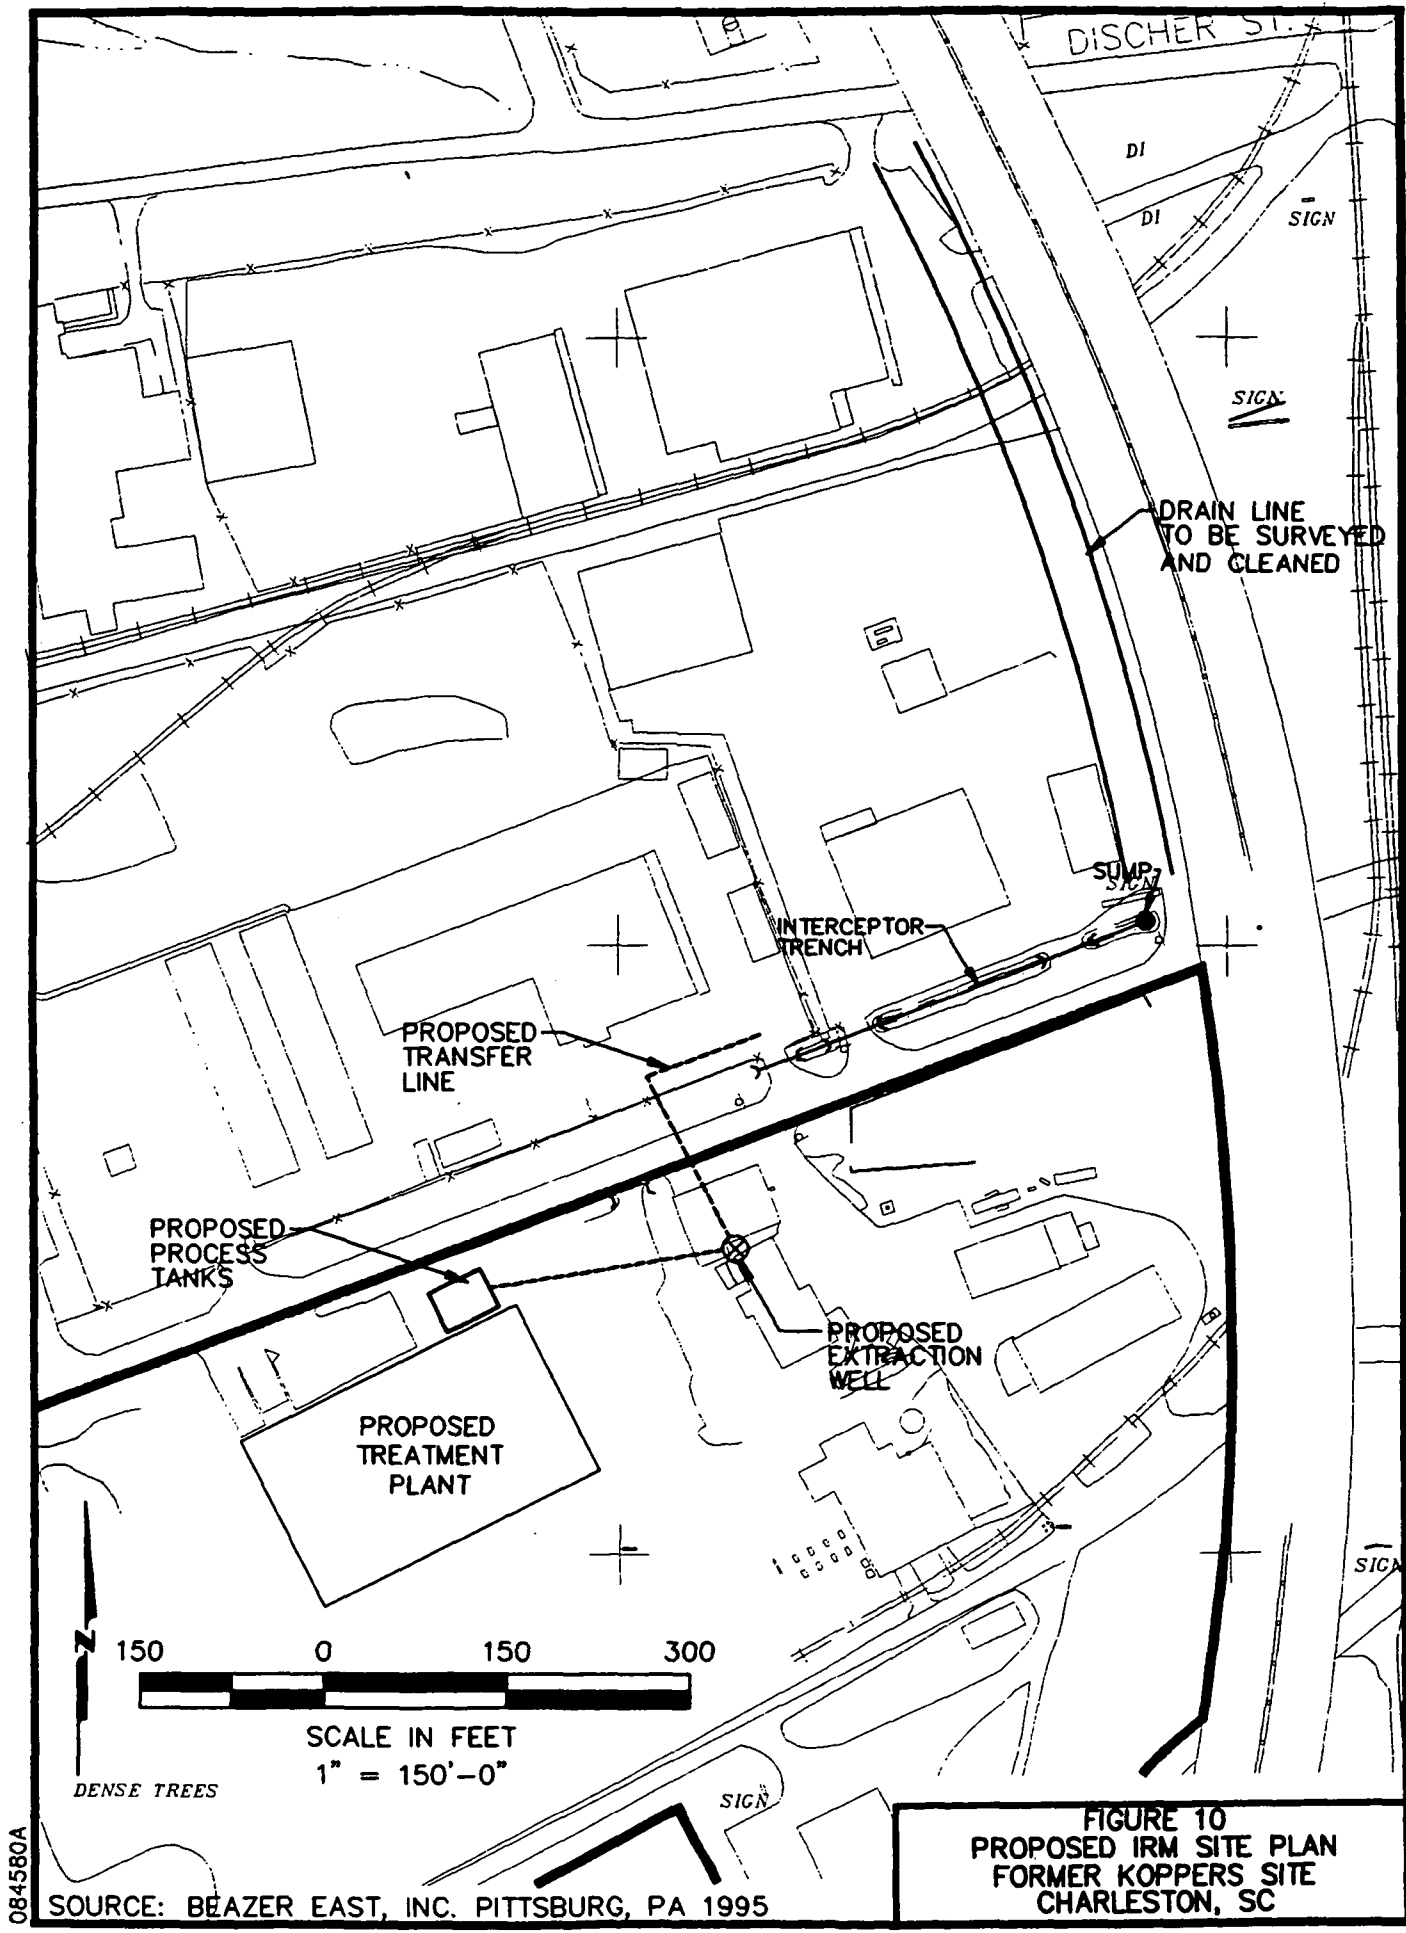 DISCHER ST.
DI
DI
SIGN
SIGN
DRAIN LINE
TO BE SURVEYED
AND CLEANED
SUMP
SIGN
INTERCEPTOR
TRENCH
PROPOSED
TRANSFER
LINE
PROPOSED
PROCESS
TANKS
PROPOSED
EXTRACTION
WELL
PROPOSED
TREATMENT
PLANT
SIGN
N
150 0 150 300
SCALE IN FEET
1" = 150'-0"
DENSE TREES
SIGN
084580A
SOURCE: BEAZER EAST, INC. PITTSBURG, PA 1995
FIGURE 10
PROPOSED IRM SITE PLAN
FORMER KOPPERS SITE
CHARLESTON, SC